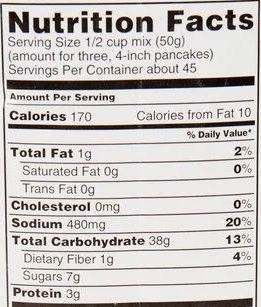 Nutrition Facts
Serving Size 1/2 cup mix (50g)
(amount for three, 4-inch pancakes)
Servings Per Container about 45
Amount Per Serving
Calories 170 Calories from Fat 10
% Daily Value*
Total Fat 1g 2%
Saturated Fat 0g 0%
Trans Fat 0g
Cholesterol 0mg 0%
Sodium 480mg 20%
Total Carbohydrate 38g 13%
Dietary Fiber 1g 4%
Sugars 7g
Protein 3g